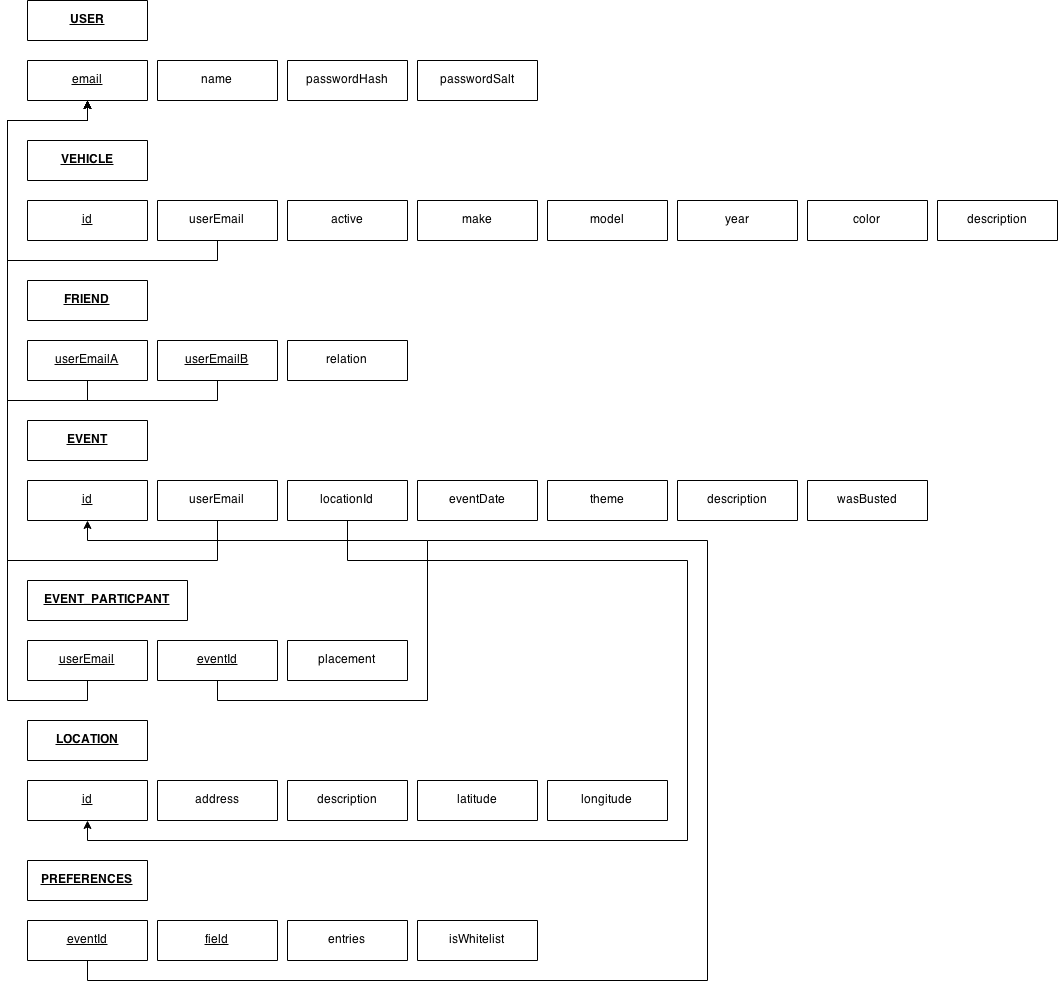 USER
email name passwordHash passwordSalt
VEHICLE
id userEmail active make model year color description
FRIEND
userEmailA userEmailB relation
EVENT
id userEmail locationId eventDate theme description wasBusted
EVENT_PARTICPANT
userEmail eventId placement
LOCATION
id address description latitude longitude
PREFERENCES
eventId field entries isWhitelist